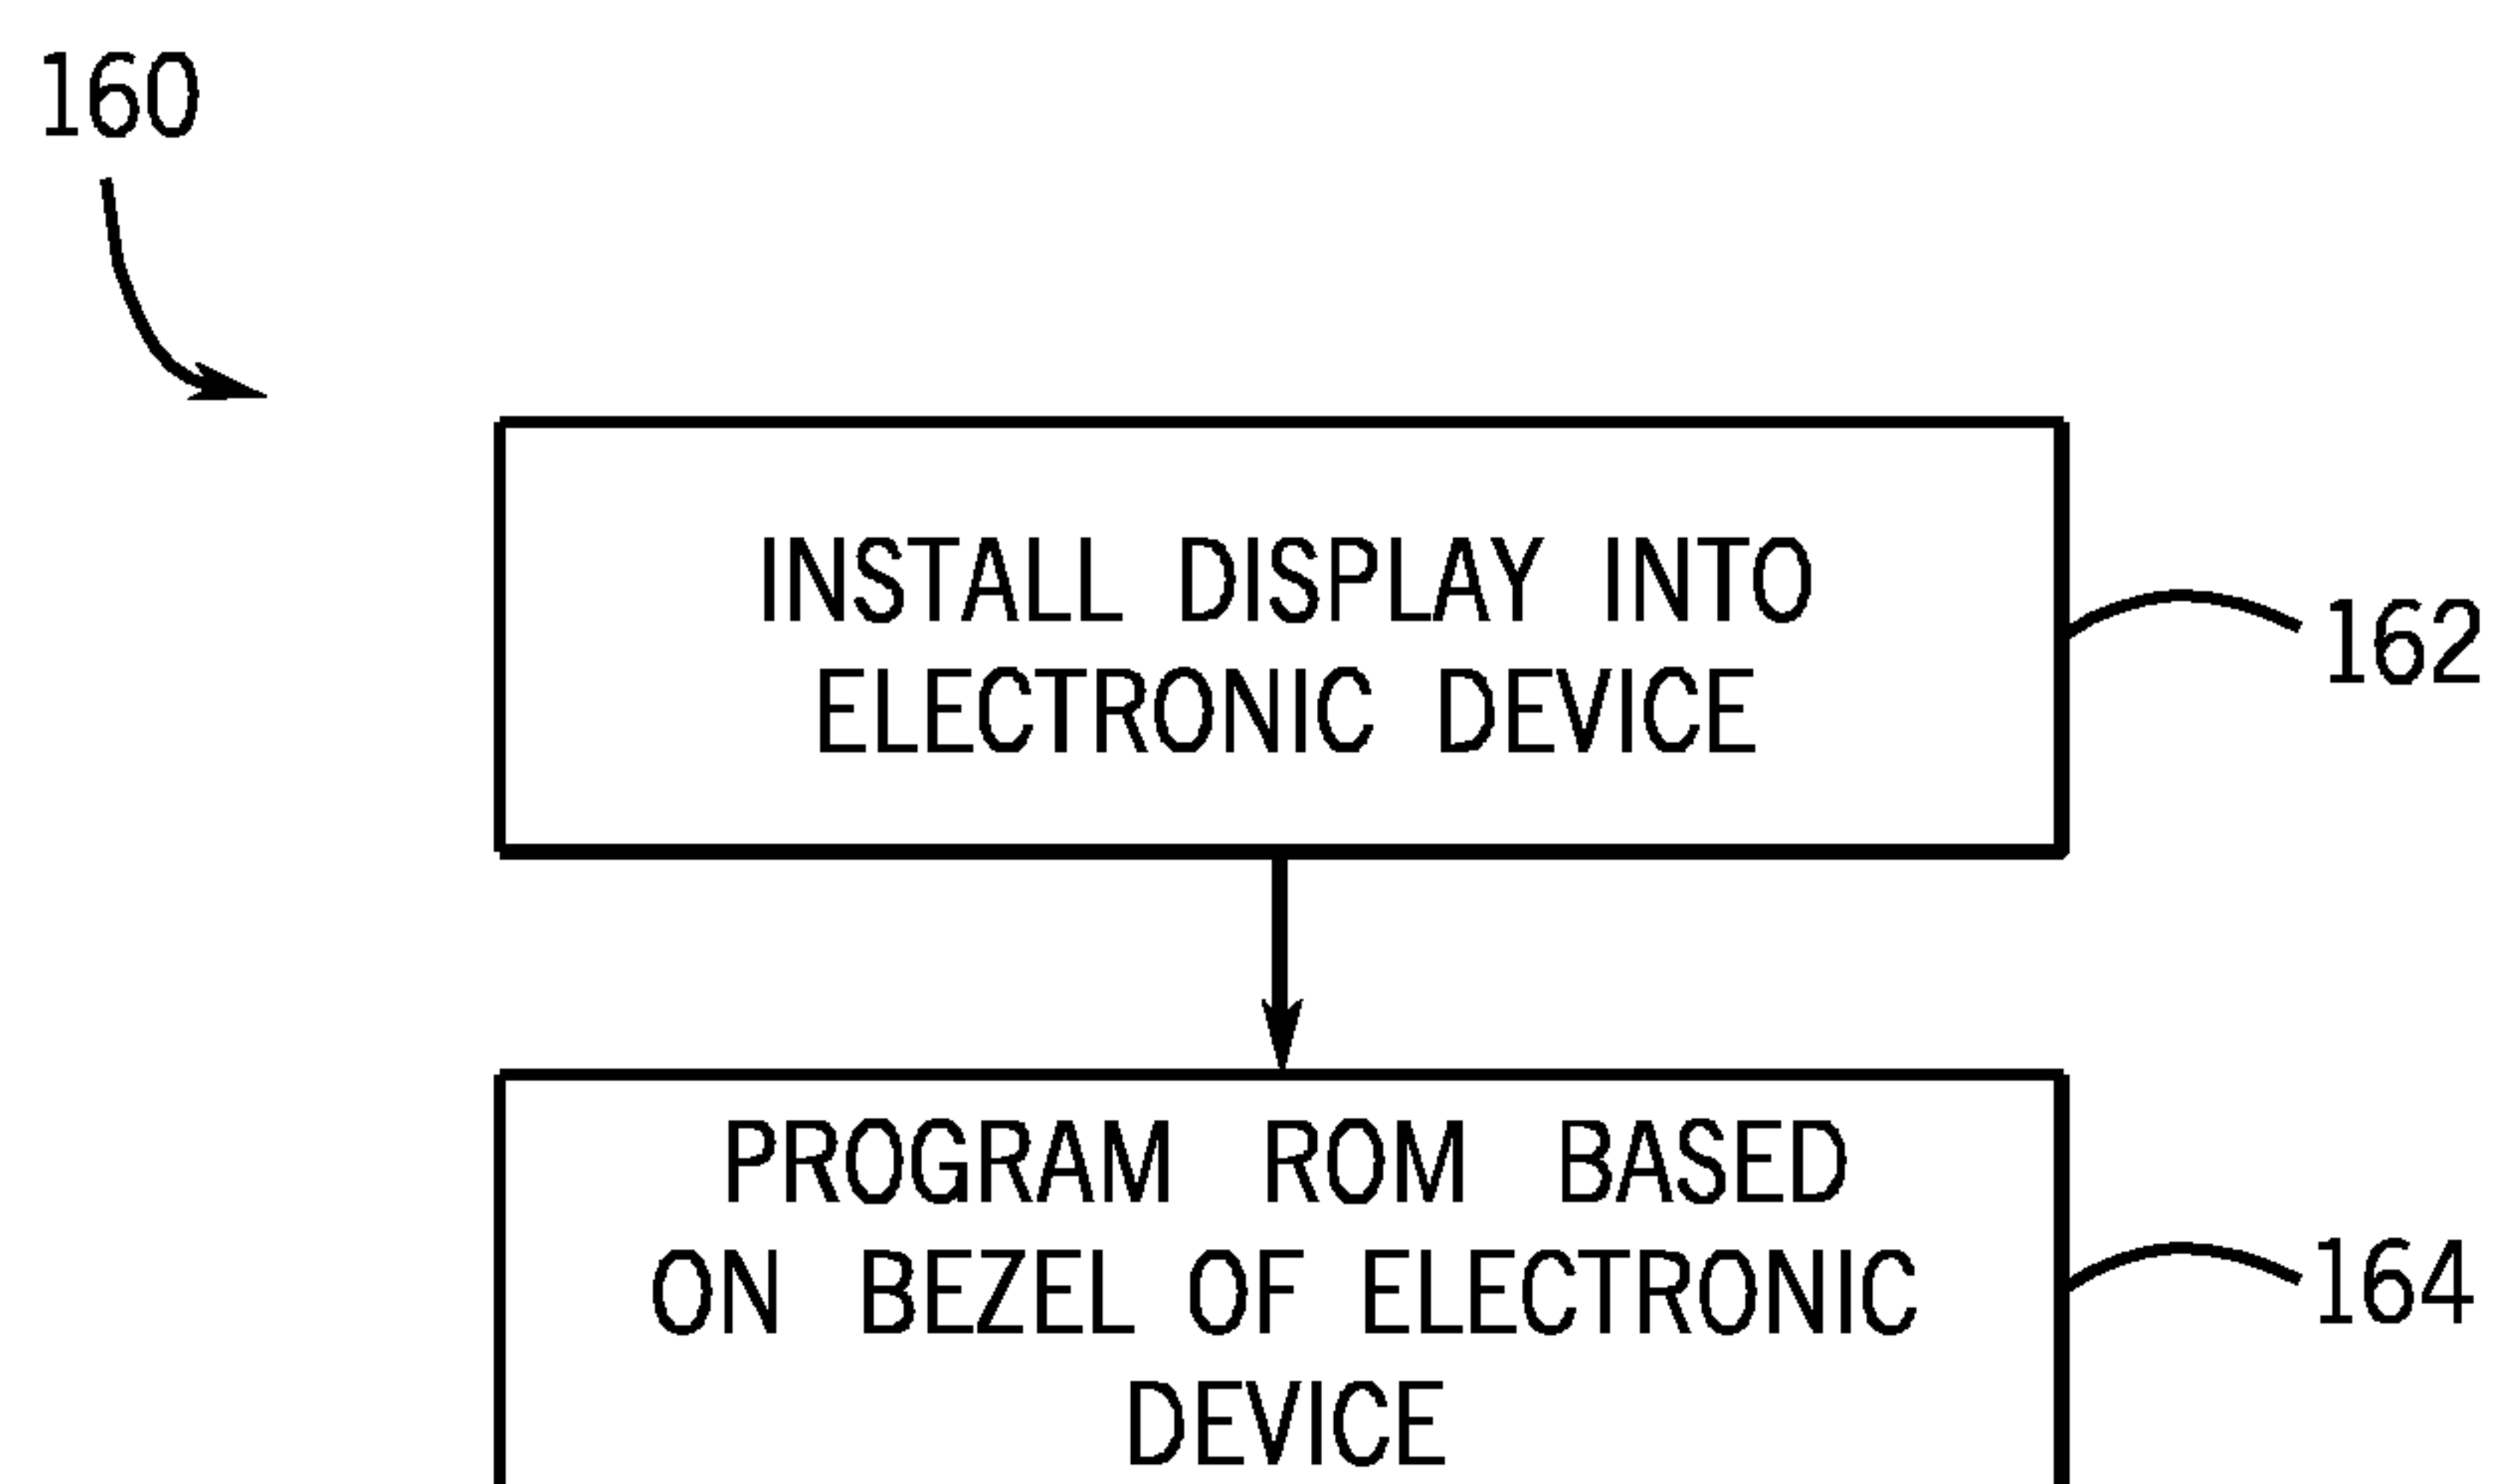 160
INSTALL DISPLAY INTO
ELECTRONIC DEVICE
162
PROGRAM ROM BASED
ON BEZEL OF ELECTRONIC
DEVICE
164